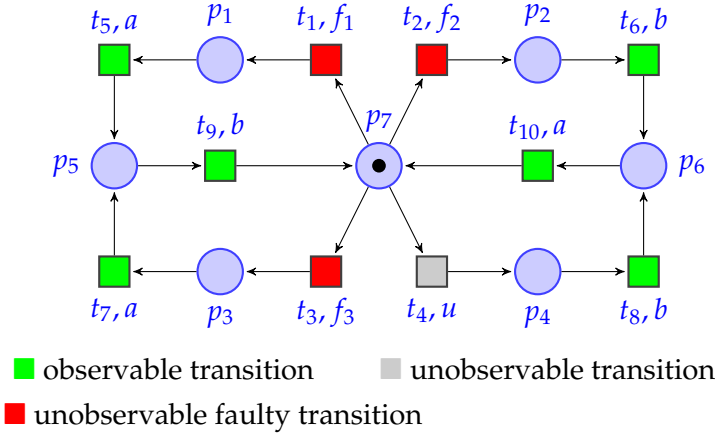 t5, a p1 t1, f1 t2, f2 p2 t6, b
p7
t9, b t10, a
p5 p6
t7, a p3 t3, f3 t4, u p4 t8, b
observable transition unobservable transition
unobservable faulty transition